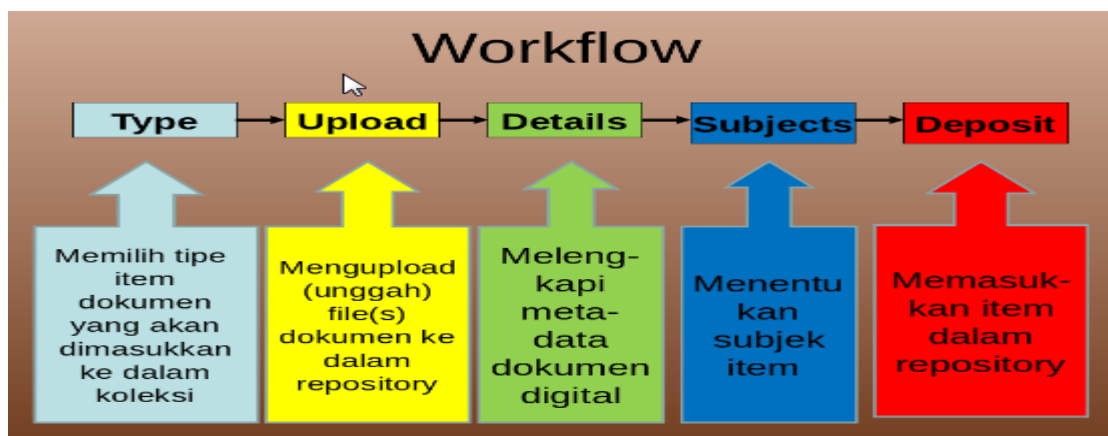 Workflow
Type
Upload
Details
Subjects
Deposit
Memilih tipe
item
dokumen
yang akan
dimasukkan
ke dalam
koleksi
Mengupload
(unggah)
file(s)
dokumen ke
dalam
repository
Meleng-
kapi
meta-
data
dokumen
digital
Menentu
kan
subjek
item
Memasuk-
kan item
dalam
repository